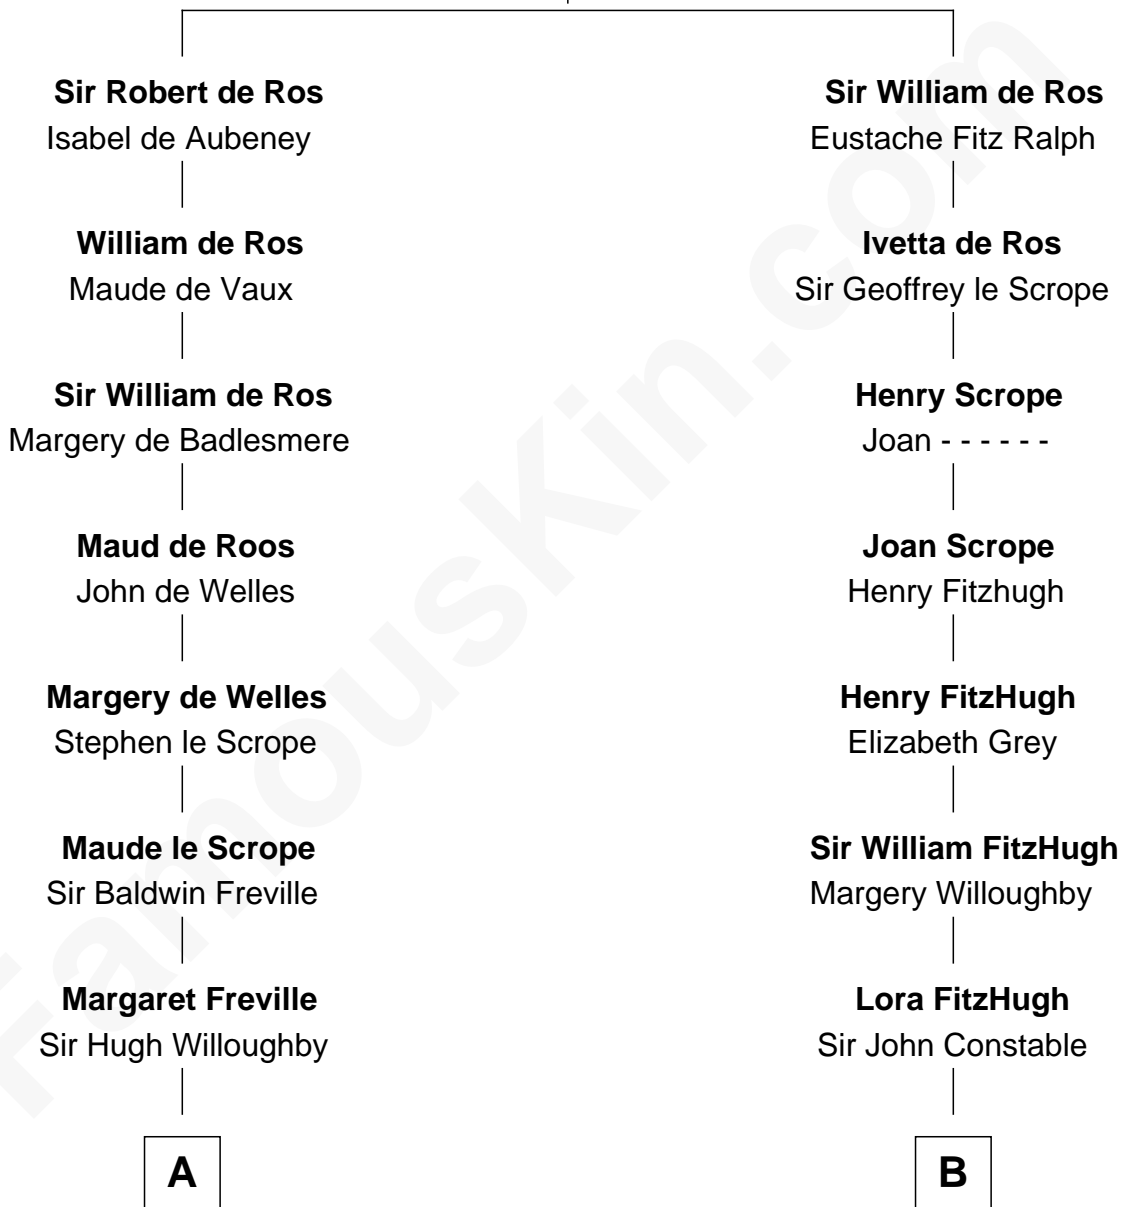 Sir Robert de Ros
Isabel de Aubeney
William de Ros
Maude de Vaux
Sir William de Ros
Margery de Badlesmere
Maud de Roos
John de Welles
Margery de Welles
Stephen le Scrope
Maude le Scrope
Sir Baldwin Freville
Margaret Freville
Sir Hugh Willoughby
A
Sir William de Ros
Eustache Fitz Ralph
Ivetta de Ros
Sir Geoffrey le Scrope
Henry Scrope
Joan - - - - - -
Joan Scrope
Henry Fitzhugh
Henry FitzHugh
Elizabeth Grey
Sir William FitzHugh
Margery Willoughby
Lora FitzHugh
Sir John Constable
B
FamousKin.com